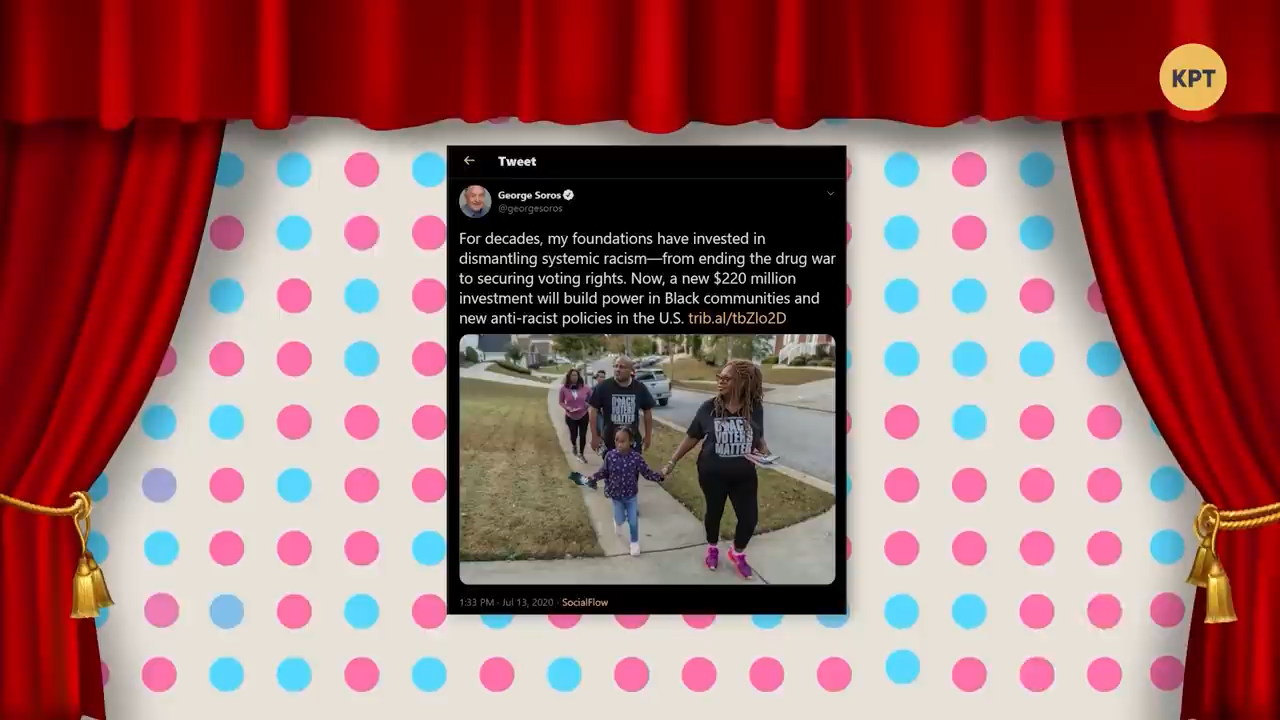 KPT
Tweet
George Soros
@georgesoros
For decades, my foundations have invested in
dismantling systemic racism—from ending the drug war
to securing voting rights. Now, a new $220 million
investment will build power in Black communities and
new anti-racist policies in the U.S. trib.al/tbZlo2D
BLACK
VOTERS
MATTER
BLACK
VOTERS
MATTER
1:33 PM · Jul 13, 2020 · SocialFlow